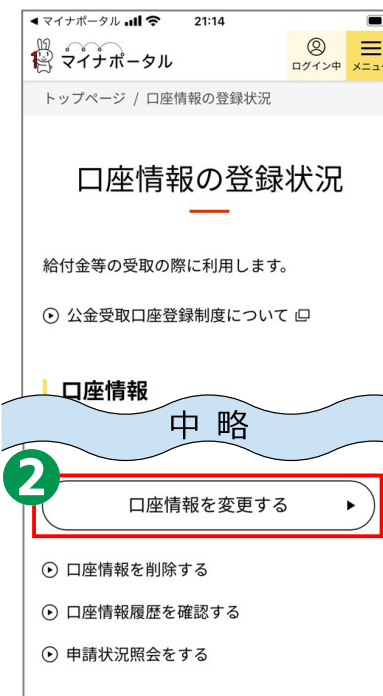 ◀ マイナポータル 21:14
マイナポータル
ログイン中 メニュー
トップページ / 口座情報の登録状況
口座情報の登録状況
給付金等の受取の際に利用します。
公金受取口座登録制度について
口座情報
中 略
2
口座情報を変更する
口座情報を削除する
口座情報履歴を確認する
申請状況照会をする